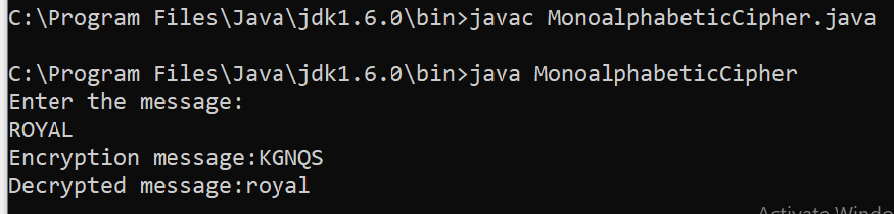 C:\Program Files\Java\jdk1.6.0\bin>javac MonoalphabeticCipher.java
C:\Program Files\Java\jdk1.6.0\bin>java MonoalphabeticCipher
Enter the message:
ROYAL
Encryption message:KGNQS
Decrypted message:royal
Activate Windo